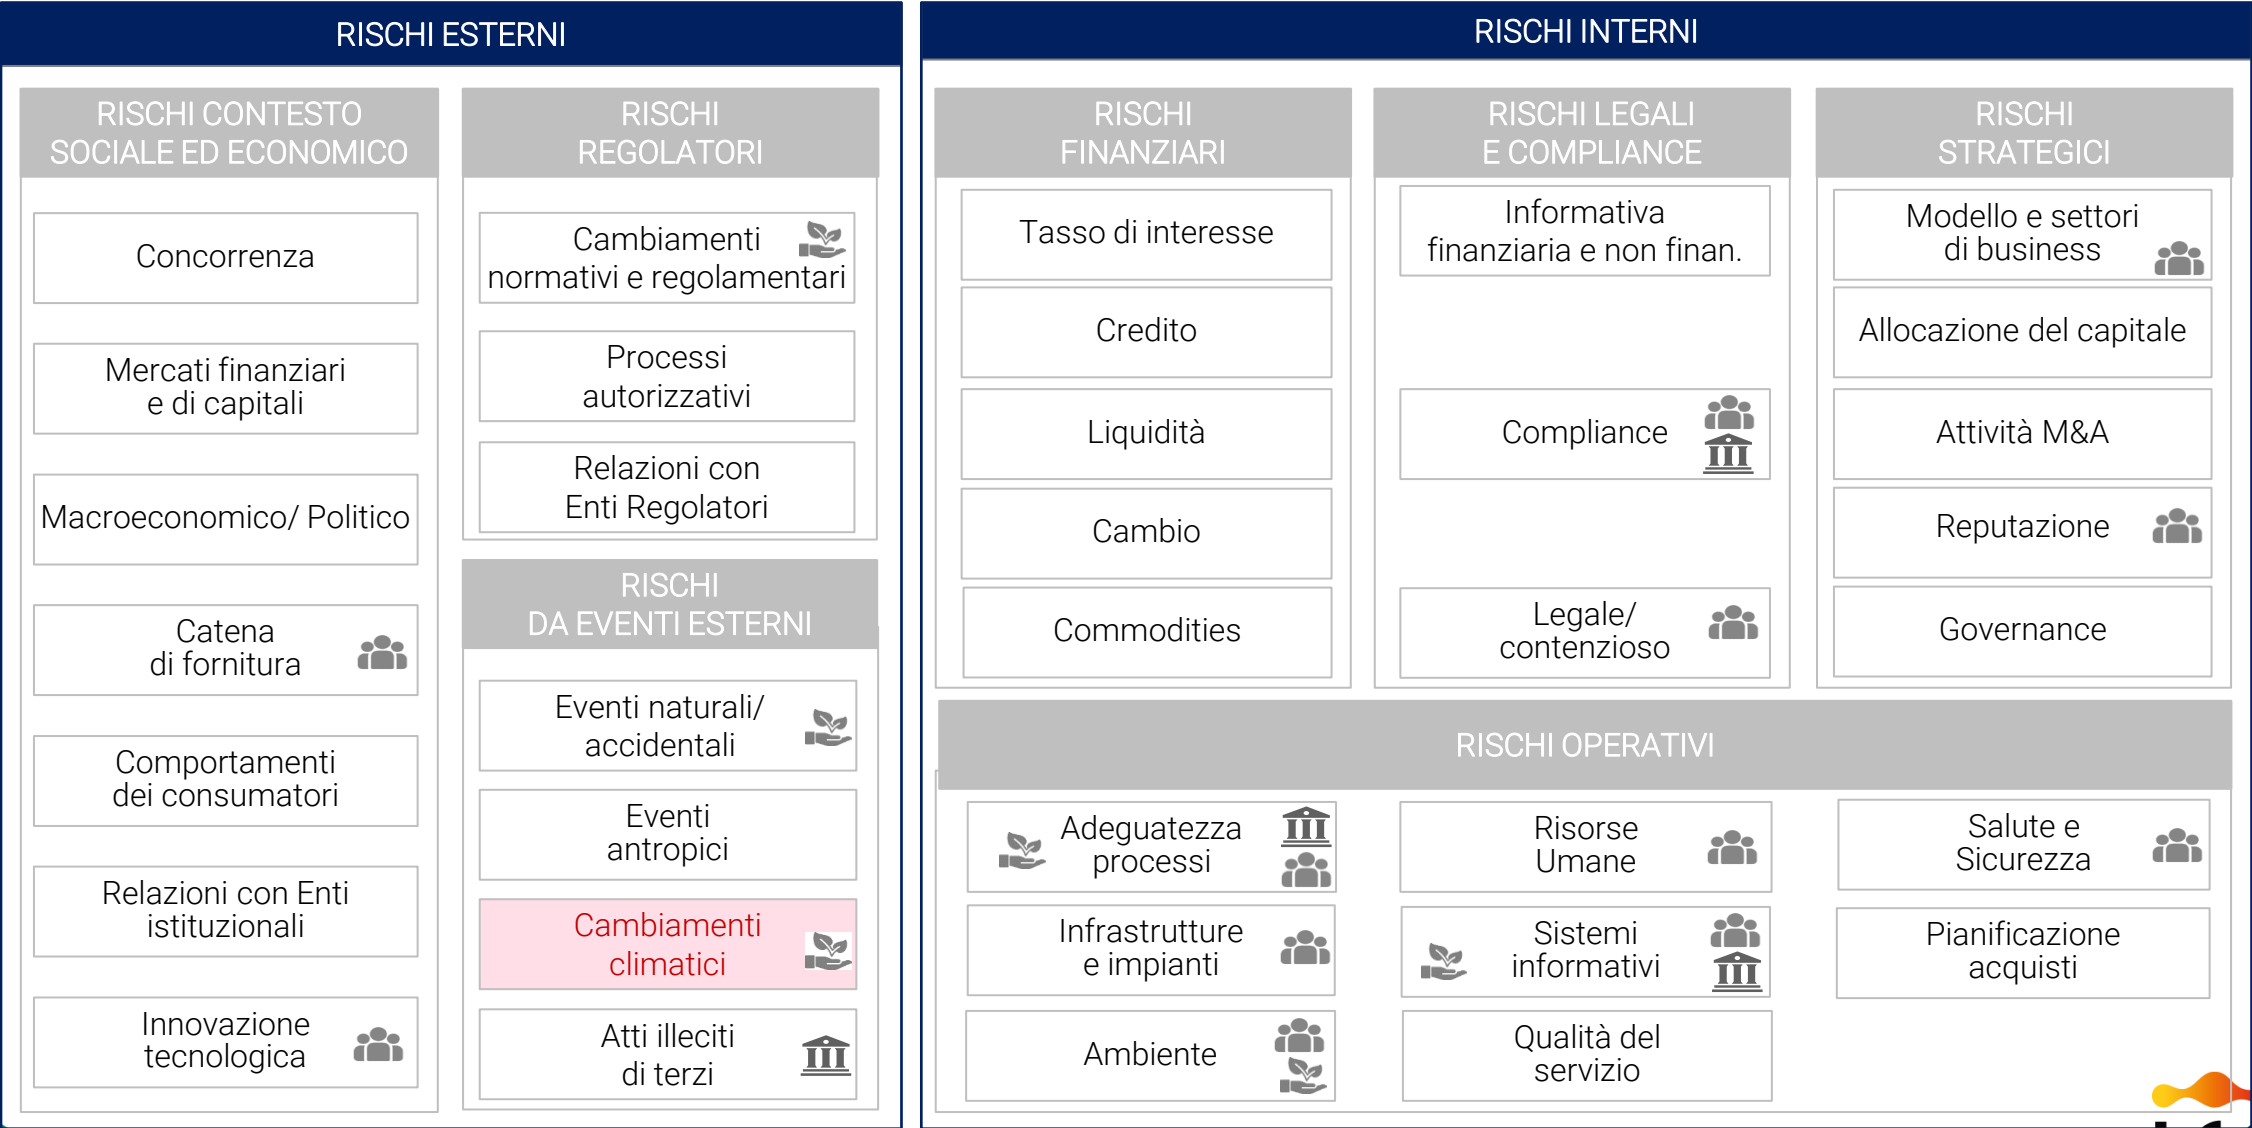 RISCHI ESTERNI
RISCHI CONTESTO
SOCIALE ED ECONOMICO
Concorrenza
Mercati finanziari
e di capitali
Macroeconomico/ Politico
Catena
di fornitura
Comportamenti
dei consumatori
Relazioni con Enti
istituzionali
Innovazione
tecnologica
RISCHI
REGOLATORI
Cambiamenti
normativi e regolamentari
Processi
autorizzativi
Relazioni con
Enti Regolatori
RISCHI
DA EVENTI ESTERNI
Eventi naturali/
accidentali
Eventi
antropici
Cambiamenti
climatici
Atti illeciti
di terzi
RISCHI INTERNI
RISCHI
FINANZIARI
Tasso di interesse
Credito
Liquidità
Cambio
Commodities
RISCHI LEGALI
E COMPLIANCE
Informativa
finanziaria e non finan.
Compliance
Legale/
contenzioso
RISCHI
STRATEGICI
Modello e settori
di business
Allocazione del capitale
Attività M&A
Reputazione
Governance
RISCHI OPERATIVI
Adeguatezza
processi
Infrastrutture
e impianti
Ambiente
Risorse
Umane
Sistemi
informativi
Qualità del
servizio
Salute e
Sicurezza
Pianificazione
acquisti